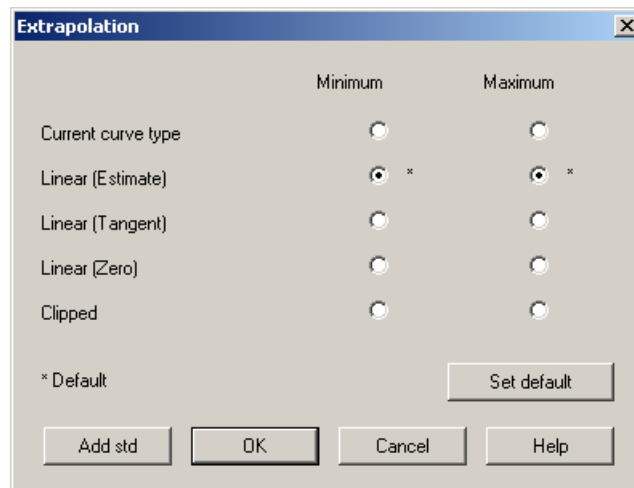 Extrapolation
Minimum Maximum
Current curve type
Linear (Estimate) * *
Linear (Tangent)
Linear (Zero)
Clipped
* Default Set default
Add std OK Cancel Help